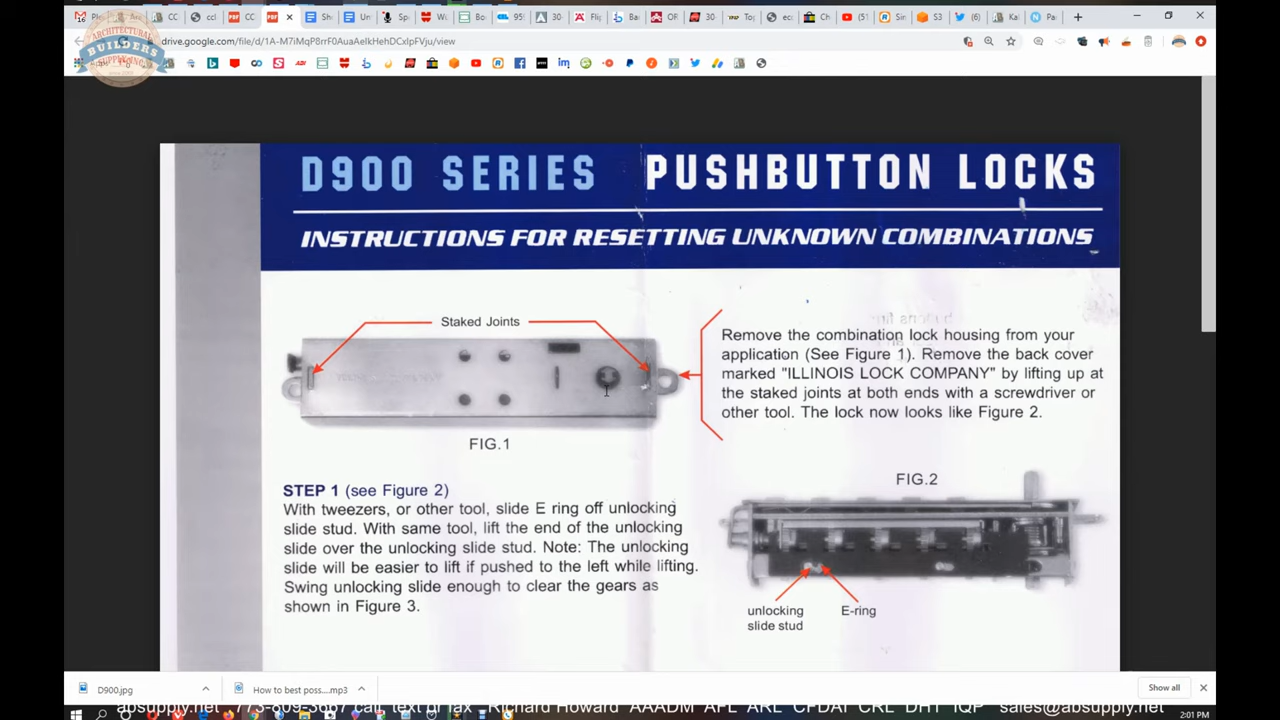 drive.google.com/file/d/1A-M7iMqP8rrF0AuaAeIkHehDCxIpFVju/view
ARCHITECTURAL
BUILDERS
SUPPLY INC.
D900 SERIES PUSHBUTTON LOCKS
INSTRUCTIONS FOR RESETTING UNKNOWN COMBINATIONS
Staked Joints
FIG.1
Remove the combination lock housing from your
application (See Figure 1). Remove the back cover
marked "ILLINOIS LOCK COMPANY" by lifting up at
the staked joints at both ends with a screwdriver or
other tool. The lock now looks like Figure 2.
STEP 1 (see Figure 2)
With tweezers, or other tool, slide E ring off unlocking
slide stud. With same tool, lift the end of the unlocking
slide over the unlocking slide stud. Note: The unlocking
slide will be easier to lift if pushed to the left while lifting.
Swing unlocking slide enough to clear the gears as
shown in Figure 3.
FIG.2
unlocking
slide stud
E-ring
D900.jpg
How to best poss....mp3
Show all
absupply.net 773-809-3667 call, text or fax Richard Howard AAADM AFL ARL CFDAI CRL DHT IQP sales@absupply.net
2:01 PM